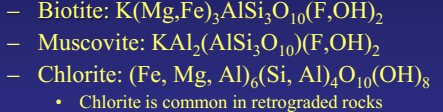 – Biotite: K(Mg,Fe)₃AlSi₃O₁₀(F,OH)₂
– Muscovite: KAl₂(AlSi₃O₁₀)(F,OH)₂
– Chlorite: (Fe, Mg, Al)₆(Si, Al)₄O₁₀(OH)₈
• Chlorite is common in retrograded rocks